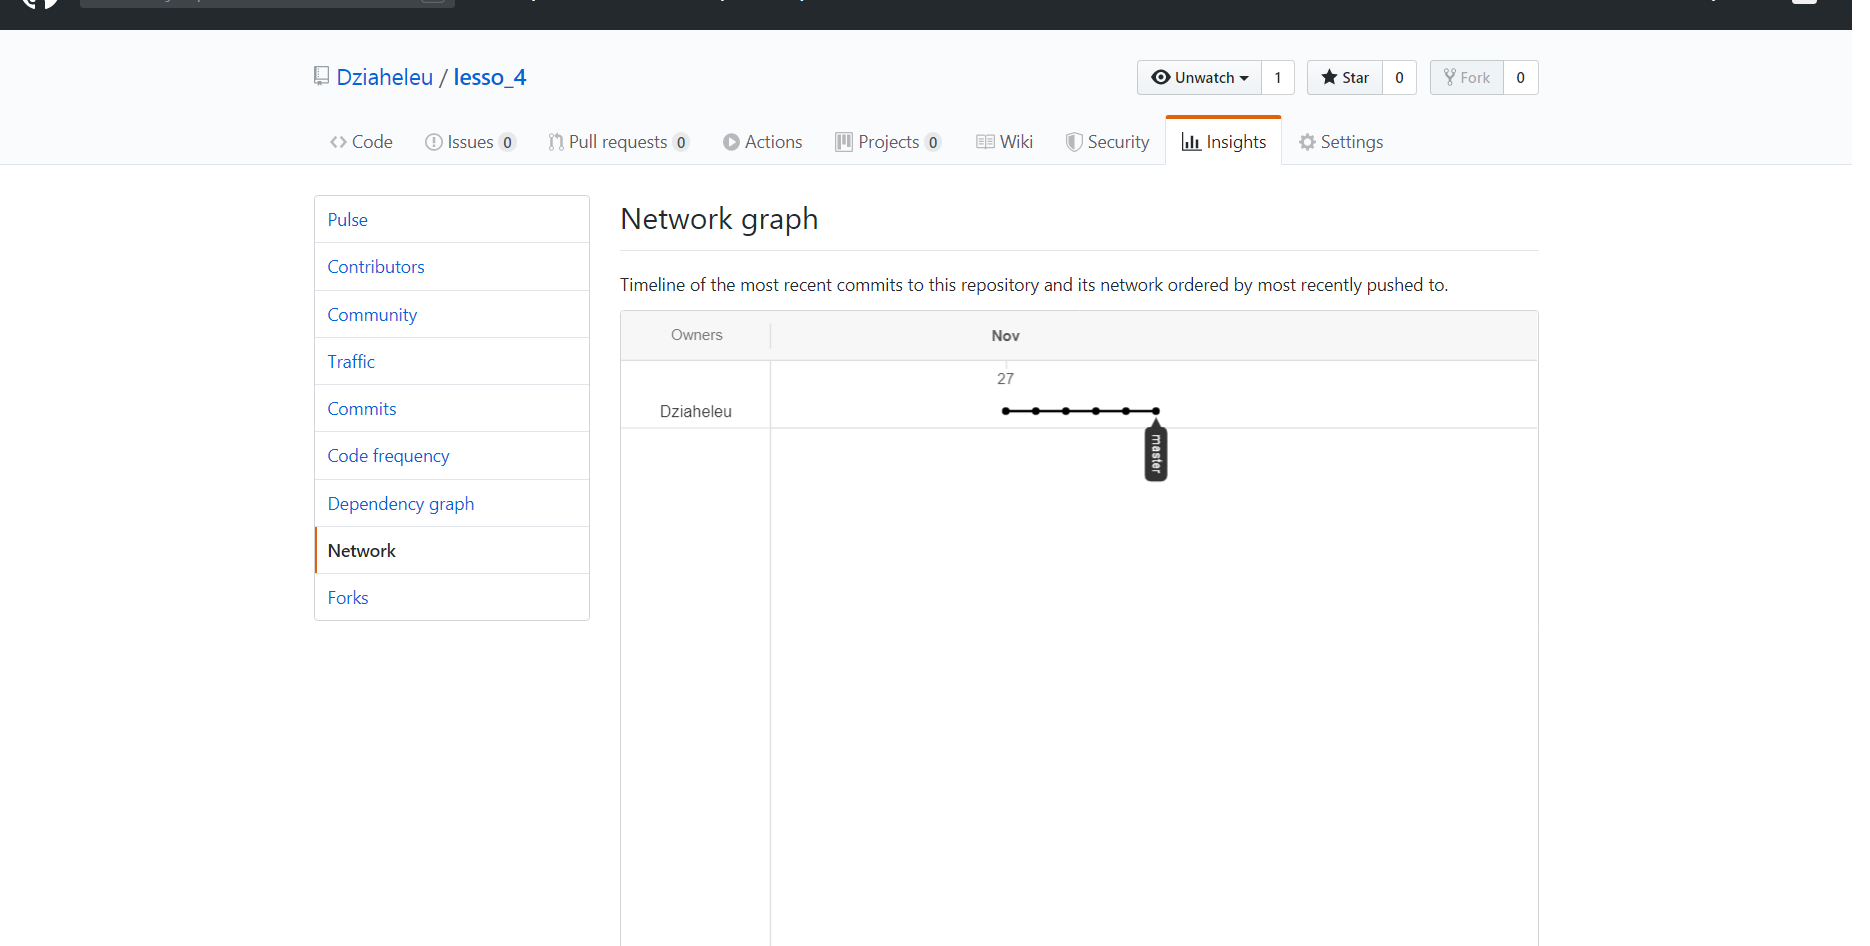 Dziaheleu / lesso_4
Unwatch 1 Star 0 Fork 0
Code Issues 0 Pull requests 0 Actions Projects 0 Wiki Security Insights Settings
Pulse
Contributors
Community
Traffic
Commits
Code frequency
Dependency graph
Network
Forks
Network graph
Timeline of the most recent commits to this repository and its network ordered by most recently pushed to.
Owners Nov
27
Dziaheleu
master